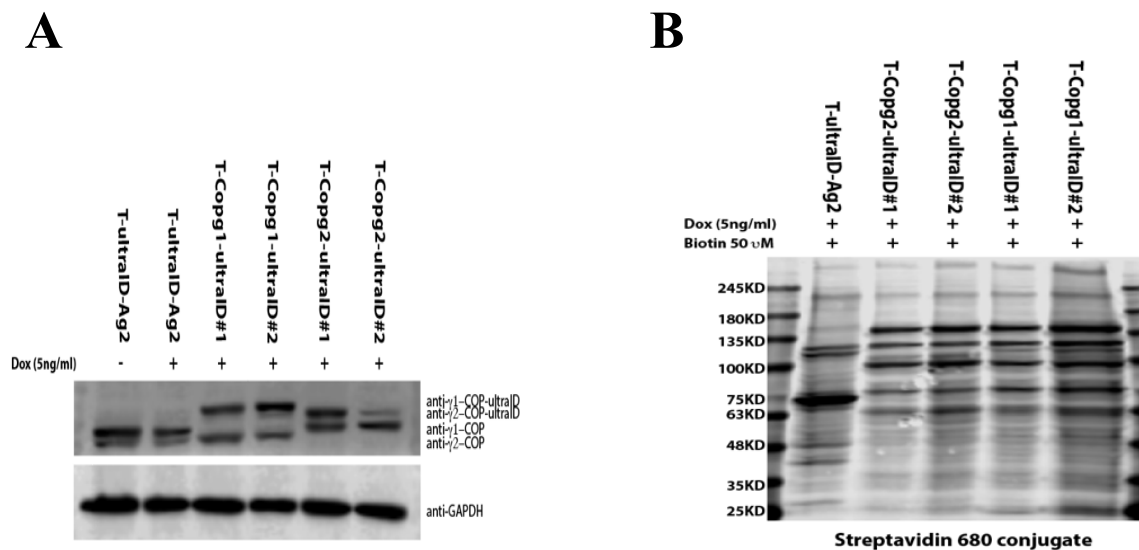 A
T-ultraID-Ag2
T-ultraID-Ag2
T-Copg1-ultraID#1
T-Copg1-ultraID#2
T-Copg2-ultraID#1
T-Copg2-ultraID#2
Dox (5ng/ml) - + + + + +
anti-γ1-COP-ultraID
anti-γ2-COP-ultraID
anti-γ1-COP
anti-γ2-COP
anti-GAPDH
B
T-ultraID-Ag2
T-Copg2-ultraID#1
T-Copg2-ultraID#2
T-Copg1-ultraID#1
T-Copg1-ultraID#2
Dox (5ng/ml) + + + + +
Biotin 50 υM + + + + +
245KD
180KD
135KD
100KD
75KD
63KD
48KD
35KD
25KD
Streptavidin 680 conjugate